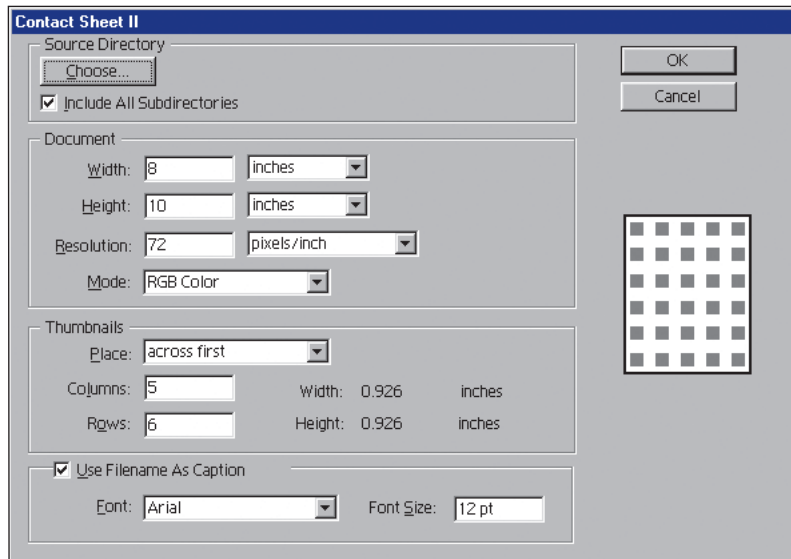 Contact Sheet II
Source Directory
Choose...
Include All Subdirectories
OK
Cancel
Document
Width: 8 inches
Height: 10 inches
Resolution: 72 pixels/inch
Mode: RGB Color
Thumbnails
Place: across first
Columns: 5 Width: 0.926 inches
Rows: 6 Height: 0.926 inches
Use Filename As Caption
Font: Arial Font Size: 12 pt